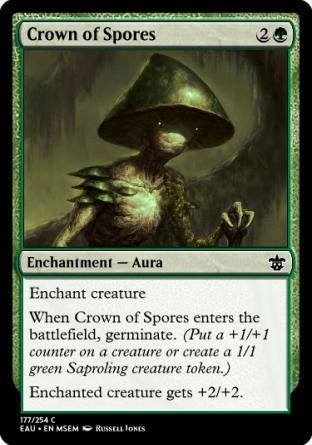 Crown of Spores 2
Enchantment — Aura
Enchant creature
When Crown of Spores enters the
battlefield, germinate. (Put a +1/+1
counter on a creature or create a 1/1
green Saproling creature token.)
Enchanted creature gets +2/+2.
177/254 C
EAU • EN MSEM Russell Jones